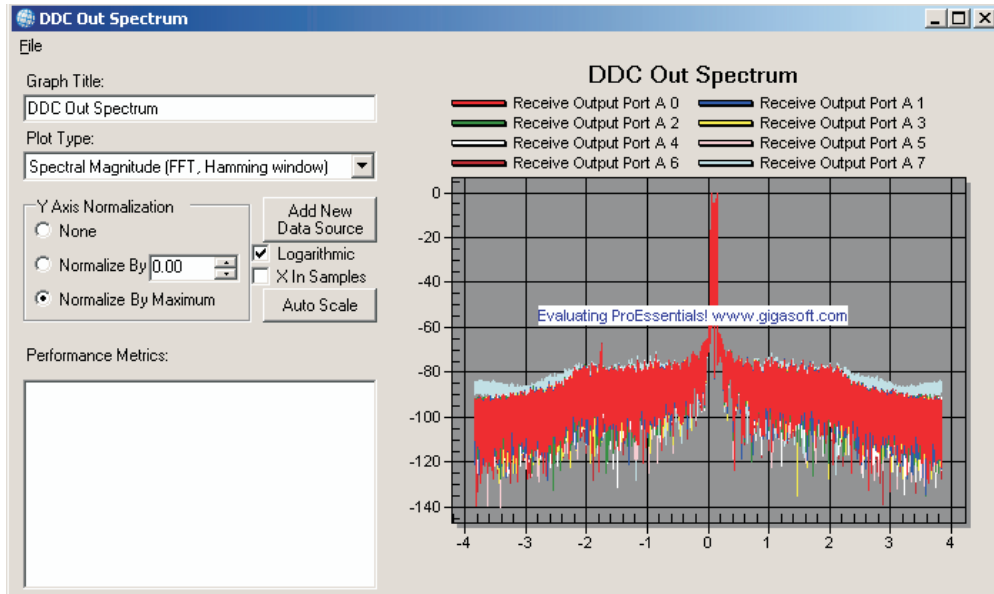 DDC Out Spectrum
File
Graph Title:
DDC Out Spectrum
Plot Type:
Spectral Magnitude (FFT, Hamming window)
Y Axis Normalization
None
Normalize By 0.00
Normalize By Maximum
Add New
Data Source
Logarithmic
X In Samples
Auto Scale
Performance Metrics:
DDC Out Spectrum
Receive Output Port A 0
Receive Output Port A 1
Receive Output Port A 2
Receive Output Port A 3
Receive Output Port A 4
Receive Output Port A 5
Receive Output Port A 6
Receive Output Port A 7
0
-20
-40
-60
-80
-100
-120
-140
Evaluating ProEssentials! www.gigasoft.com
-4 -3 -2 -1 0 1 2 3 4